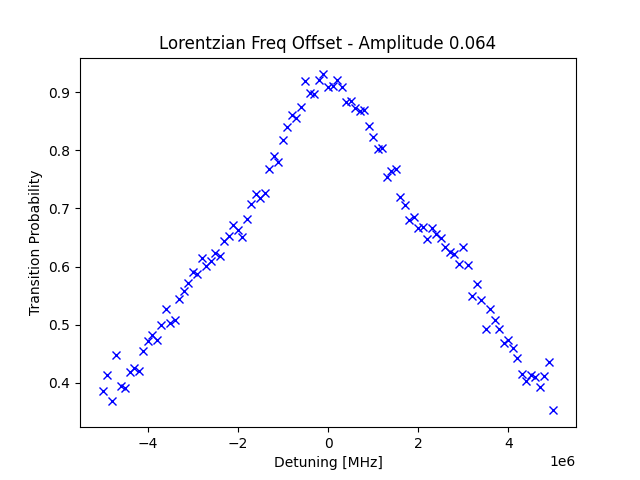 Lorentzian Freq Offset - Amplitude 0.064
Transition Probability
0.9
0.8
0.7
0.6
0.5
0.4
−4
−2
0
2
4
1e6
Detuning [MHz]